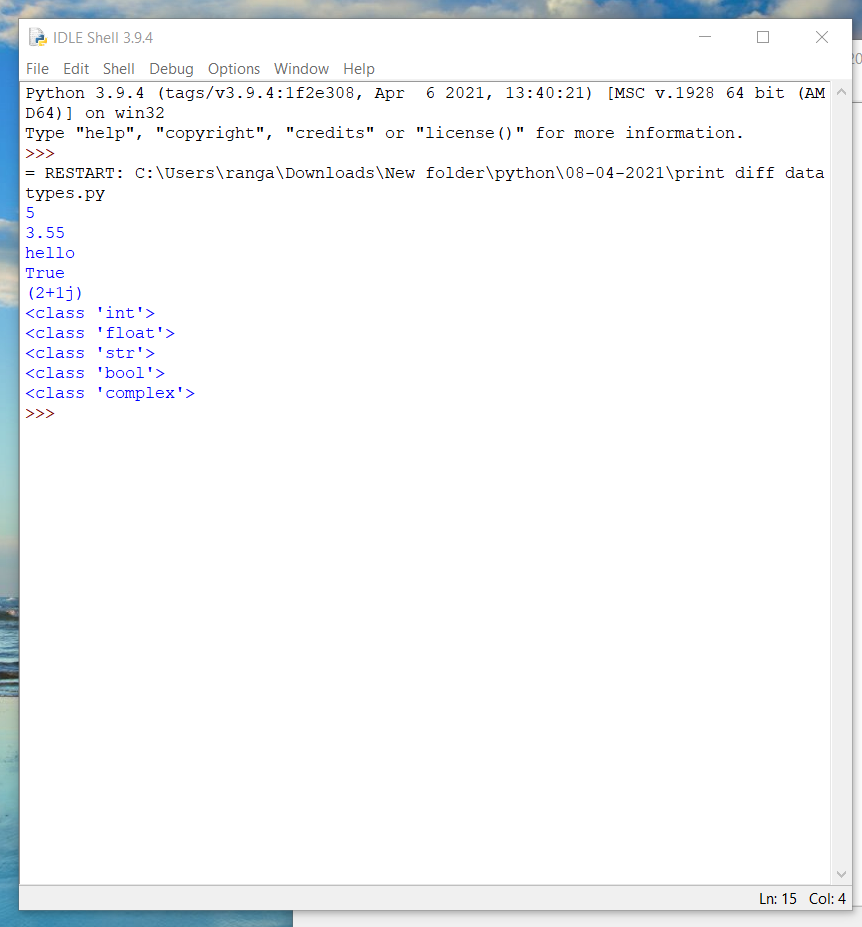 IDLE Shell 3.9.4
File Edit Shell Debug Options Window Help
Python 3.9.4 (tags/v3.9.4:1f2e308, Apr  6 2021, 13:40:21) [MSC v.1928 64 bit (AM
D64)] on win32
Type "help", "copyright", "credits" or "license()" for more information.
>>>
= RESTART: C:\Users\ranga\Downloads\New folder\python\08-04-2021\print diff data
types.py
5
3.55
hello
True
(2+1j)
<class 'int'>
<class 'float'>
<class 'str'>
<class 'bool'>
<class 'complex'>
>>>
Ln: 15 Col: 4